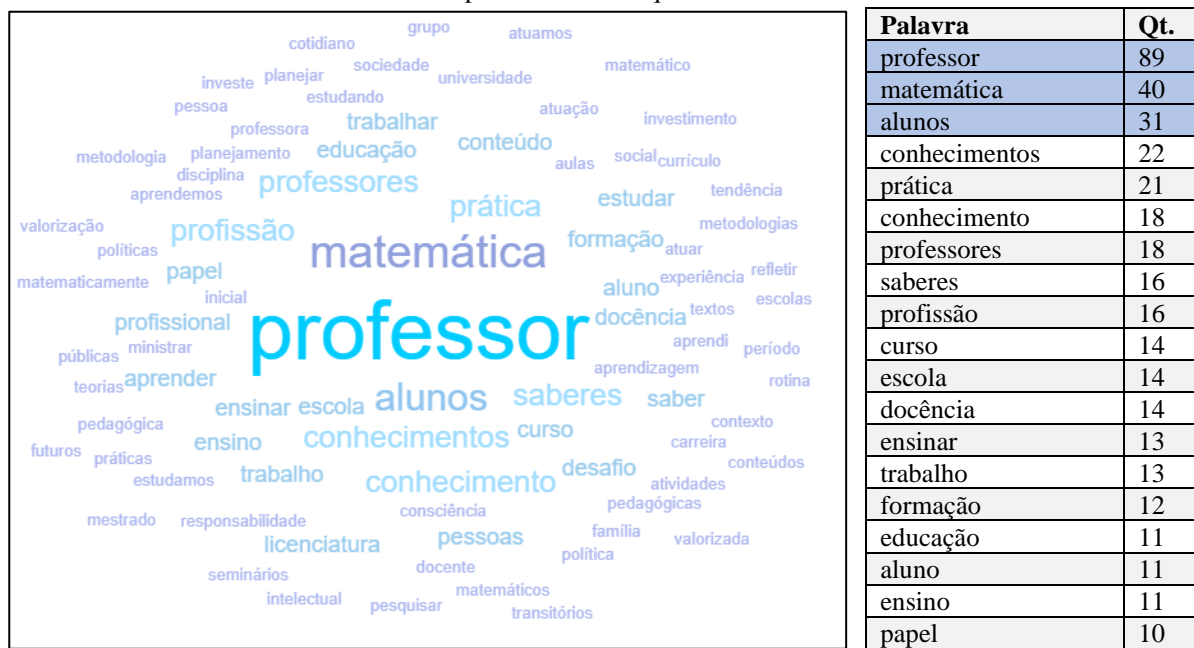 grupo
atuamos
cotidiano
sociedade
matemático
investe planejar
universidade
pessoa
estudando
atuação
investimento
professora
trabalhar
metodologia planejamento educação
conteúdo
aulas social currículo
disciplina
aprendemos
professores
estudar
tendência
valorização
prática
metodologias
profissão
políticas
matemática
formação atuar
matematicamente
papel
aluno experiência refletir
inicial
escolas
profissional
professor
docência textos
públicas ministrar
aprendi período
teorias aprender
aprendizagem
rotina
ensinar escola alunos
saberes
saber
pedagógica
contexto
futuros práticas
ensino
conhecimentos curso
carreira
estudamos
trabalho
conhecimento
desafio
conteúdos
atividades
mestrado responsabilidade
consciência
pedagógicas
licenciatura
pessoas
família
valorizada
política
seminários
docente
intelectual
pesquisar
matemáticos
transitórios
Palavra Qt.
professor 89
matemática 40
alunos 31
conhecimentos 22
prática 21
conhecimento 18
professores 18
saberes 16
profissão 16
curso 14
escola 14
docência 14
ensinar 13
trabalho 13
formação 12
educação 11
aluno 11
ensino 11
papel 10